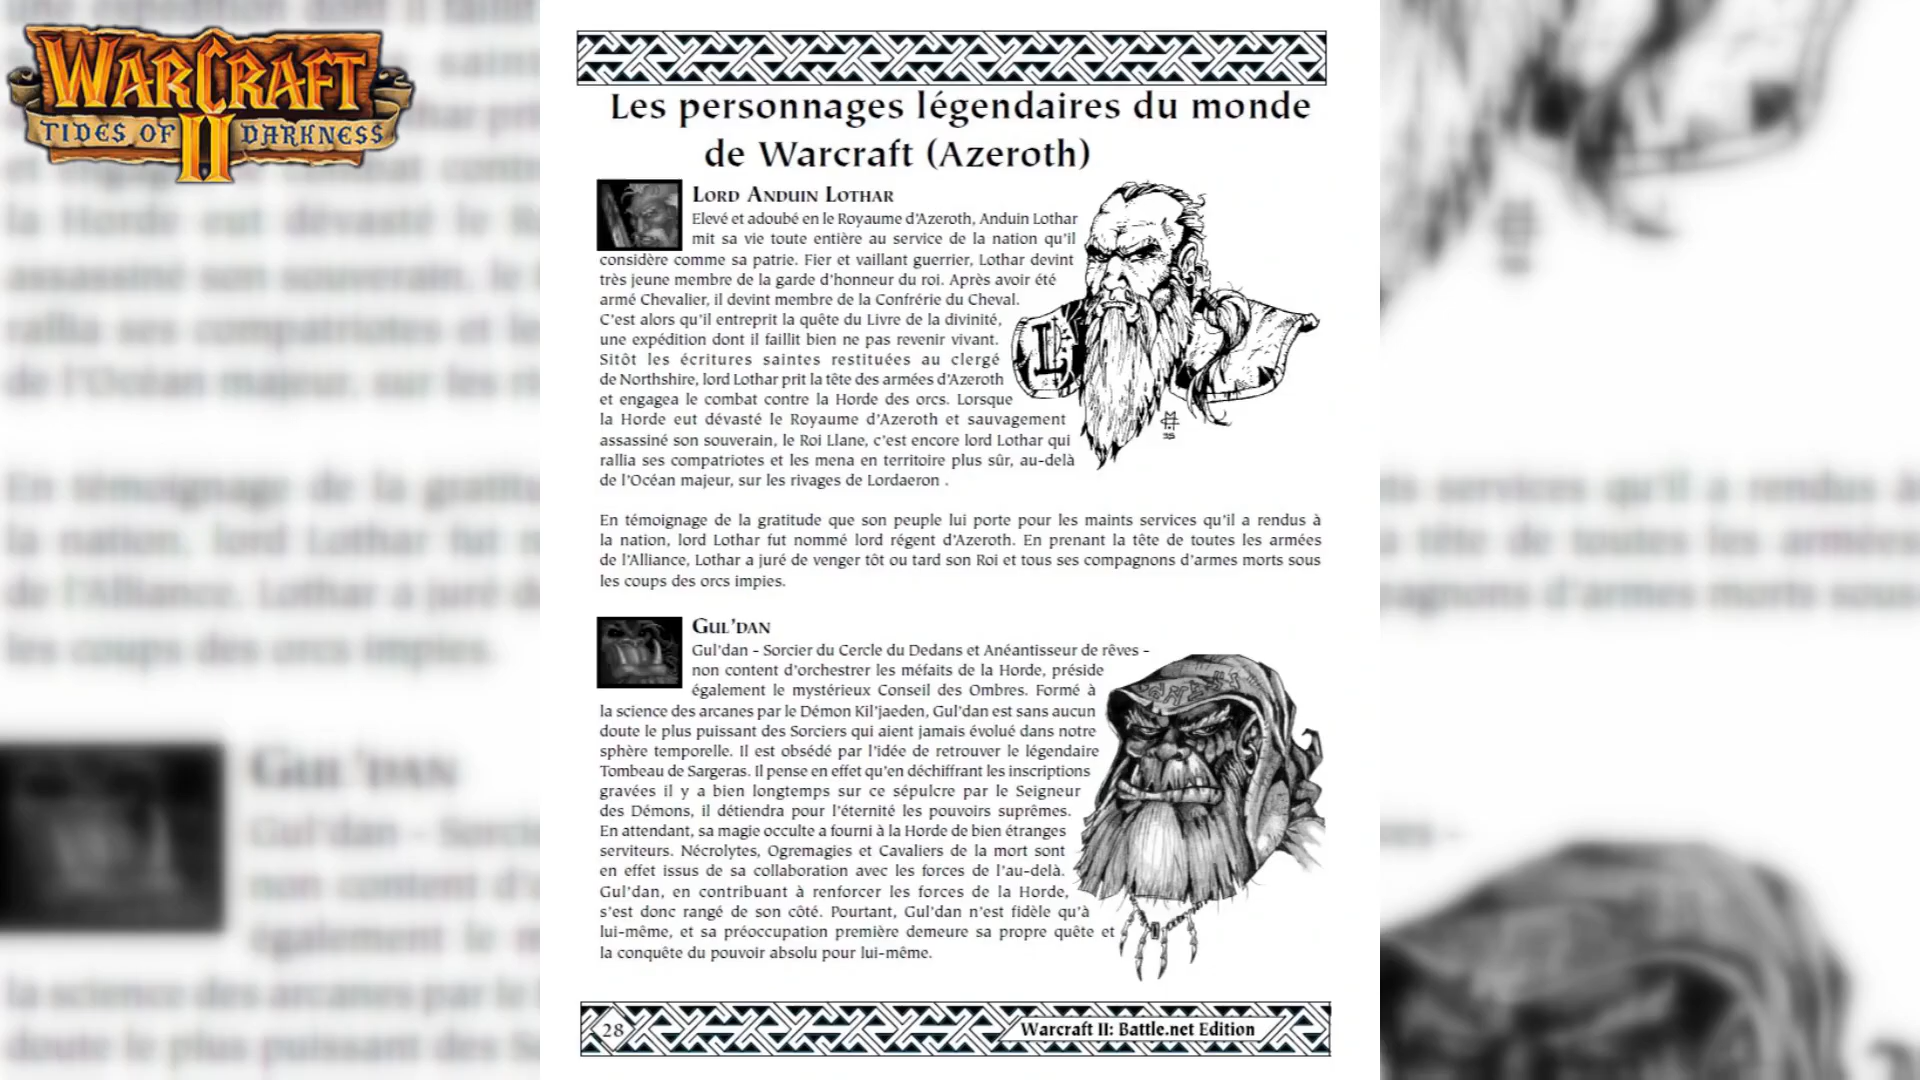 WARCRAFT
II
TIDES OF DARKNESS
Les personnages légendaires du monde
de Warcraft (Azeroth)
LORD ANDUIN LOTHAR
Elevé et adoubé en le Royaume d'Azeroth, Anduin Lothar
mit sa vie toute entière au service de la nation qu'il
considère comme sa patrie. Fier et vaillant guerrier, Lothar devint
très jeune membre de la garde d'honneur du roi. Après avoir été
armé Chevalier, il devint membre de la Confrérie du Cheval.
C'est alors qu'il entreprit la quête du Livre de la divinité,
une expédition dont il faillit bien ne pas revenir vivant.
Sitôt les écritures saintes restituées au clergé
de Northshire, lord Lothar prit la tête des armées d'Azeroth
et engagea le combat contre la Horde des orcs. Lorsque
la Horde eut dévasté le Royaume d'Azeroth et sauvagement
assassiné son souverain, le Roi Llane, c'est encore lord Lothar qui
rallia ses compatriotes et les mena en territoire plus sûr, au-delà
de l'Océan majeur, sur les rivages de Lordaeron .
En témoignage de la gratitude que son peuple lui porte pour les maints services qu'il a rendus à
la nation, lord Lothar fut nommé lord régent d'Azeroth. En prenant la tête de toutes les armées
de l'Alliance, Lothar a juré de venger tôt ou tard son Roi et tous ses compagnons d'armes morts sous
les coups des orcs impies.
GUL'DAN
Gul'dan - Sorcier du Cercle du Dedans et Anéantisseur de rêves -
non content d'orchestrer les méfaits de la Horde, préside
également le mystérieux Conseil des Ombres. Formé à
la science des arcanes par le Démon Kil'jaeden, Gul'dan est sans aucun
doute le plus puissant des Sorciers qui aient jamais évolué dans notre
sphère temporelle. Il est obsédé par l'idée de retrouver le légendaire
Tombeau de Sargeras. Il pense en effet qu'en déchiffrant les inscriptions
gravées il y a bien longtemps sur ce sépulcre par le Seigneur
des Démons, il détiendra pour l'éternité les pouvoirs suprêmes.
En attendant, sa magie occulte a fourni à la Horde de bien étranges
serviteurs. Nécrolytes, Ogremagies et Cavaliers de la mort sont
en effet issus de sa collaboration avec les forces de l'au-delà.
Gul'dan, en contribuant à renforcer les forces de la Horde,
s'est donc rangé de son côté. Pourtant, Gul'dan n'est fidèle qu'à
lui-même, et sa préoccupation première demeure sa propre quête et
la conquête du pouvoir absolu pour lui-même.
28
Warcraft II: Battle.net Edition